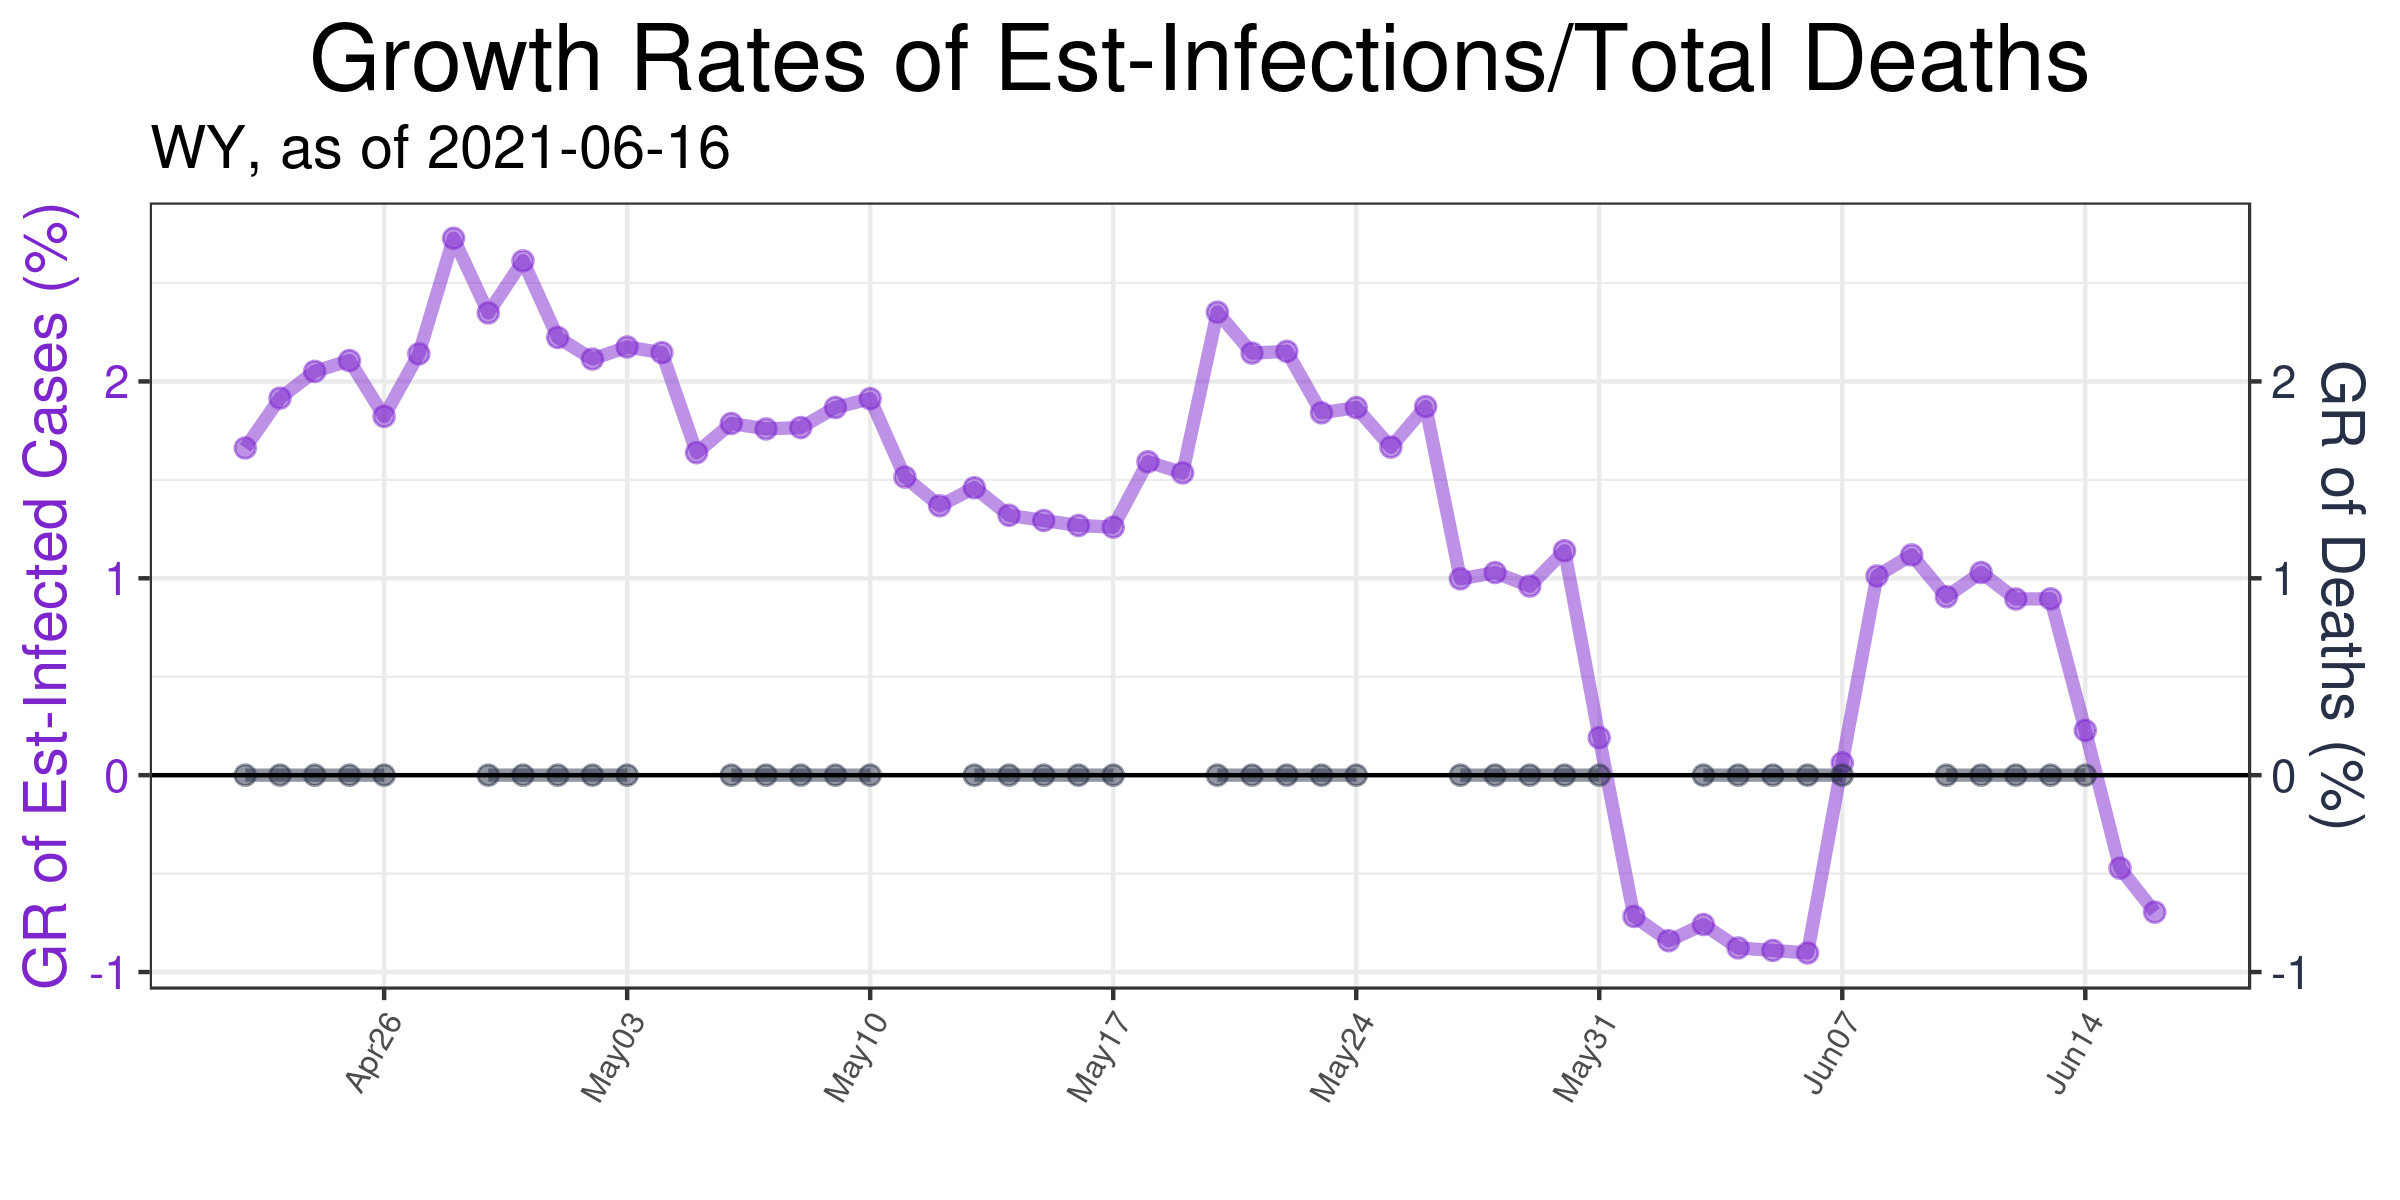 Growth Rates of Est-Infections/Total Deaths
WY, as of 2021-06-16
GR of Est-Infected Cases (%)
2
1
0
-1
2
1
0
-1
GR of Deaths (%)
Apr26
May03
May10
May17
May24
May31
Jun07
Jun14